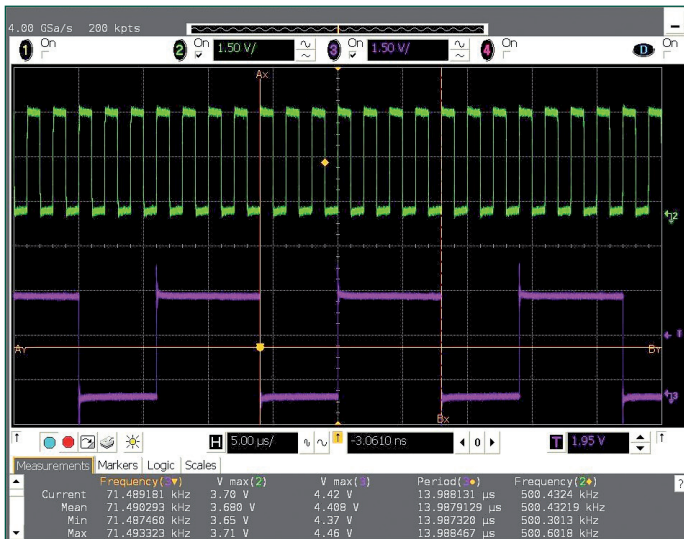 4.00 GSa/s 200 kpts
1 On 2 On 1.50 V/ 3 On 1.50 V/ 4 On D On
AX
2
T
AY BY
3
BX
H 5.00 µs/ -3.0610 ns 0 T 1.95 V
Measurements Markers Logic Scales
Frequency(3) V max(2) V max(3) Period(3) Frequency(2) ?
Current 71.489181 kHz 3.70 V 4.42 V 13.988131 µs 500.4324 kHz
Mean 71.490293 kHz 3.680 V 4.408 V 13.9879129 µs 500.43219 kHz
Min 71.487460 kHz 3.65 V 4.37 V 13.987320 µs 500.3013 kHz
Max 71.493323 kHz 3.71 V 4.46 V 13.988467 µs 500.6018 kHz